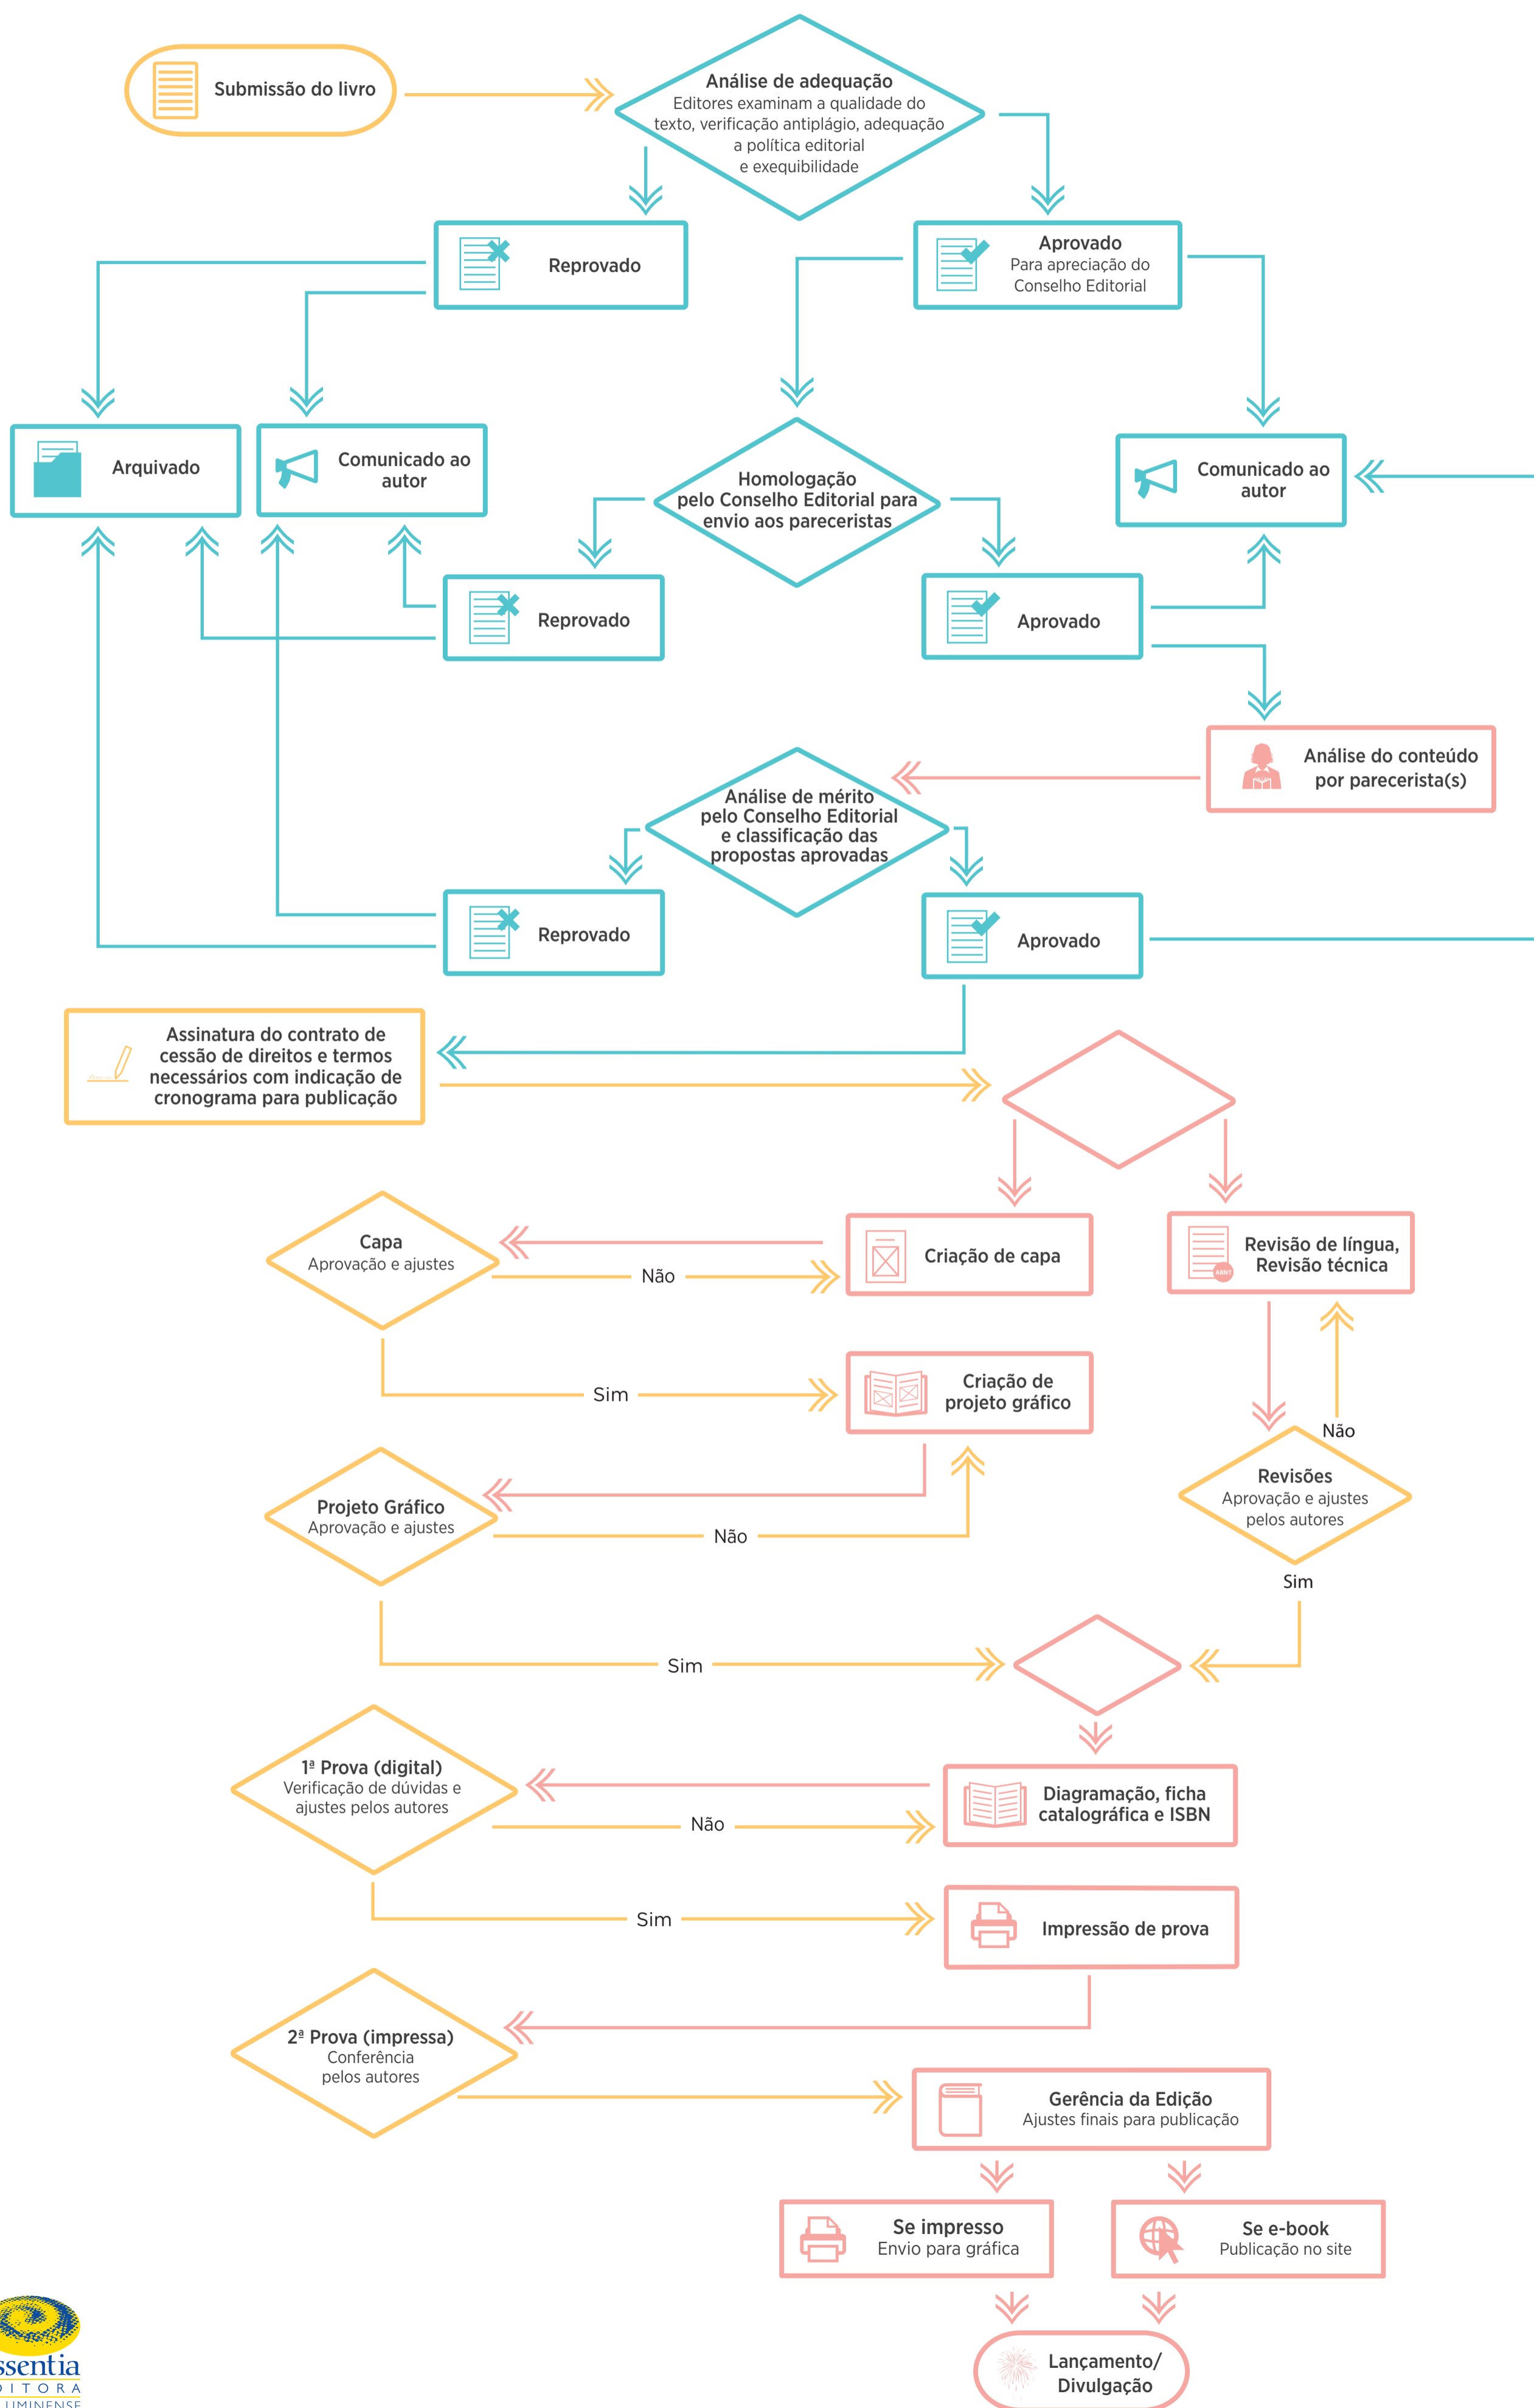 Submissão do livro
Análise de adequação
Editores examinam a qualidade do
texto, verificação antiplágio, adequação
a política editorial
e exequibilidade
Reprovado
Aprovado
Para apreciação do
Conselho Editorial
Arquivado
Comunicado ao
autor
Homologação
pelo Conselho Editorial para
envio aos pareceristas
Comunicado ao
autor
Reprovado
Aprovado
Análise do conteúdo
por parecerista(s)
Análise de mérito
pelo Conselho Editorial
e classificação das
propostas aprovadas
Reprovado
Aprovado
Assinatura do contrato de
cessão de direitos e termos
necessários com indicação de
cronograma para publicação
Capa
Aprovação e ajustes
Não
Criação de capa
ABNT
Revisão de língua,
Revisão técnica
Sim
Criação de
projeto gráfico
Não
Projeto Gráfico
Aprovação e ajustes
Não
Revisões
Aprovação e ajustes
pelos autores
Sim
Sim
1ª Prova (digital)
Verificação de dúvidas e
ajustes pelos autores
Não
Diagramação, ficha
catalográfica e ISBN
Sim
Impressão de prova
2ª Prova (impressa)
Conferência
pelos autores
Gerência da Edição
Ajustes finais para publicação
Se impresso
Envio para gráfica
Se e-book
Publicação no site
Lançamento/
Divulgação
ssentia
DITORA
UMINENSE